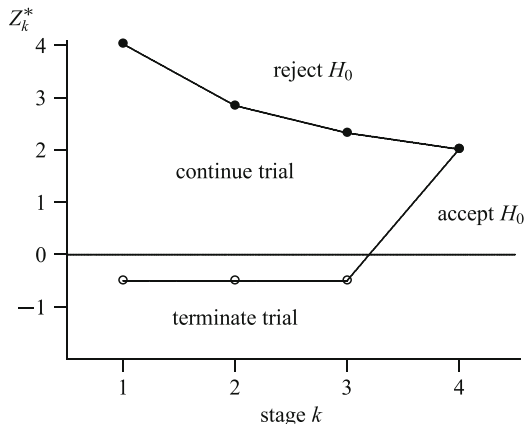 Z*k
4
reject H0
3
2
continue trial
1
accept H0
0
−1
terminate trial
1 2 3 4
stage k